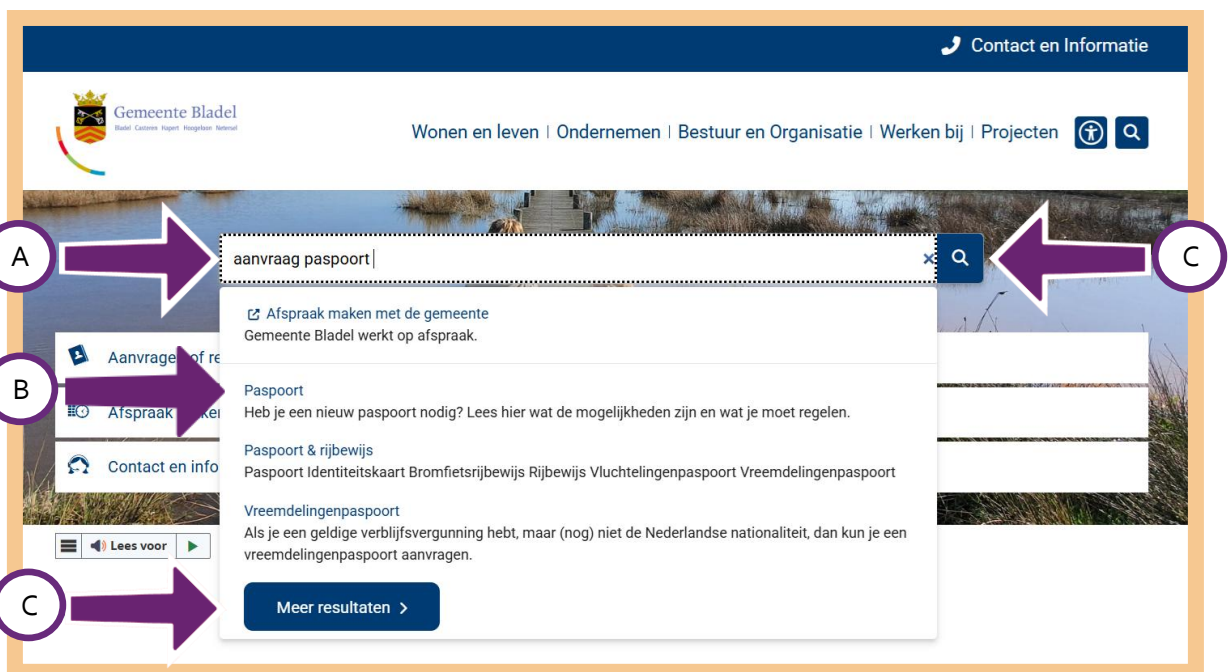 Contact en Informatie
Gemeente Bladel
Bladel Casteren Hapert Hoogeloon Netersel
Wonen en leven | Ondernemen | Bestuur en Organisatie | Werken bij | Projecten
A
aanvraag paspoort
C
Afspraak maken met de gemeente
Gemeente Bladel werkt op afspraak.
Aanvragen of re
B
Paspoort
Heb je een nieuw paspoort nodig? Lees hier wat de mogelijkheden zijn en wat je moet regelen.
Afspraak ken
Paspoort & rijbewijs
Paspoort Identiteitskaart Bromfietsrijbewijs Rijbewijs Vluchtelingenpaspoort Vreemdelingenpaspoort
Contact en info
Vreemdelingenpaspoort
Als je een geldige verblijfsvergunning hebt, maar (nog) niet de Nederlandse nationaliteit, dan kun je een
vreemdelingenpaspoort aanvragen.
Lees voor
C
Meer resultaten